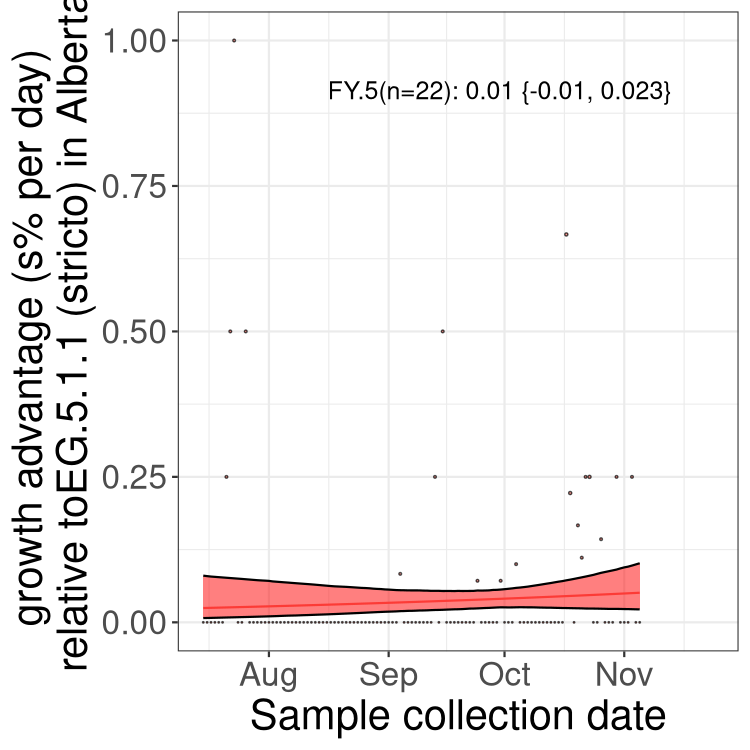 growth advantage (s% per day)
relative toEG.5.1.1 (stricto) in Alberta
1.00
0.75
0.50
0.25
0.00
FY.5(n=22): 0.01 {-0.01, 0.023}
Aug Sep Oct Nov
Sample collection date